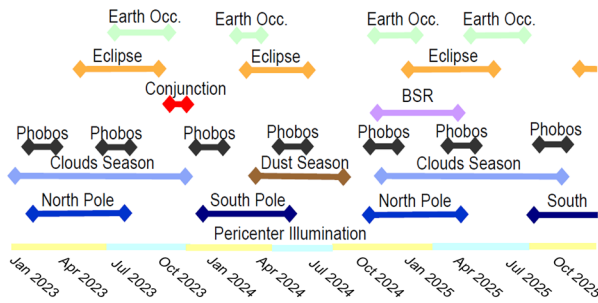 Earth Occ. Earth Occ. Earth Occ. Earth Occ.
Eclipse Eclipse Eclipse
Conjunction BSR
Phobos Phobos Phobos Phobos Phobos Phobos Phobos
Clouds Season Dust Season Clouds Season
North Pole South Pole North Pole South
Pericenter Illumination
Jan 2023 Apr 2023 Jul 2023 Oct 2023 Jan 2024 Apr 2024 Jul 2024 Oct 2024 Jan 2025 Apr 2025 Jul 2025 Oct 2025